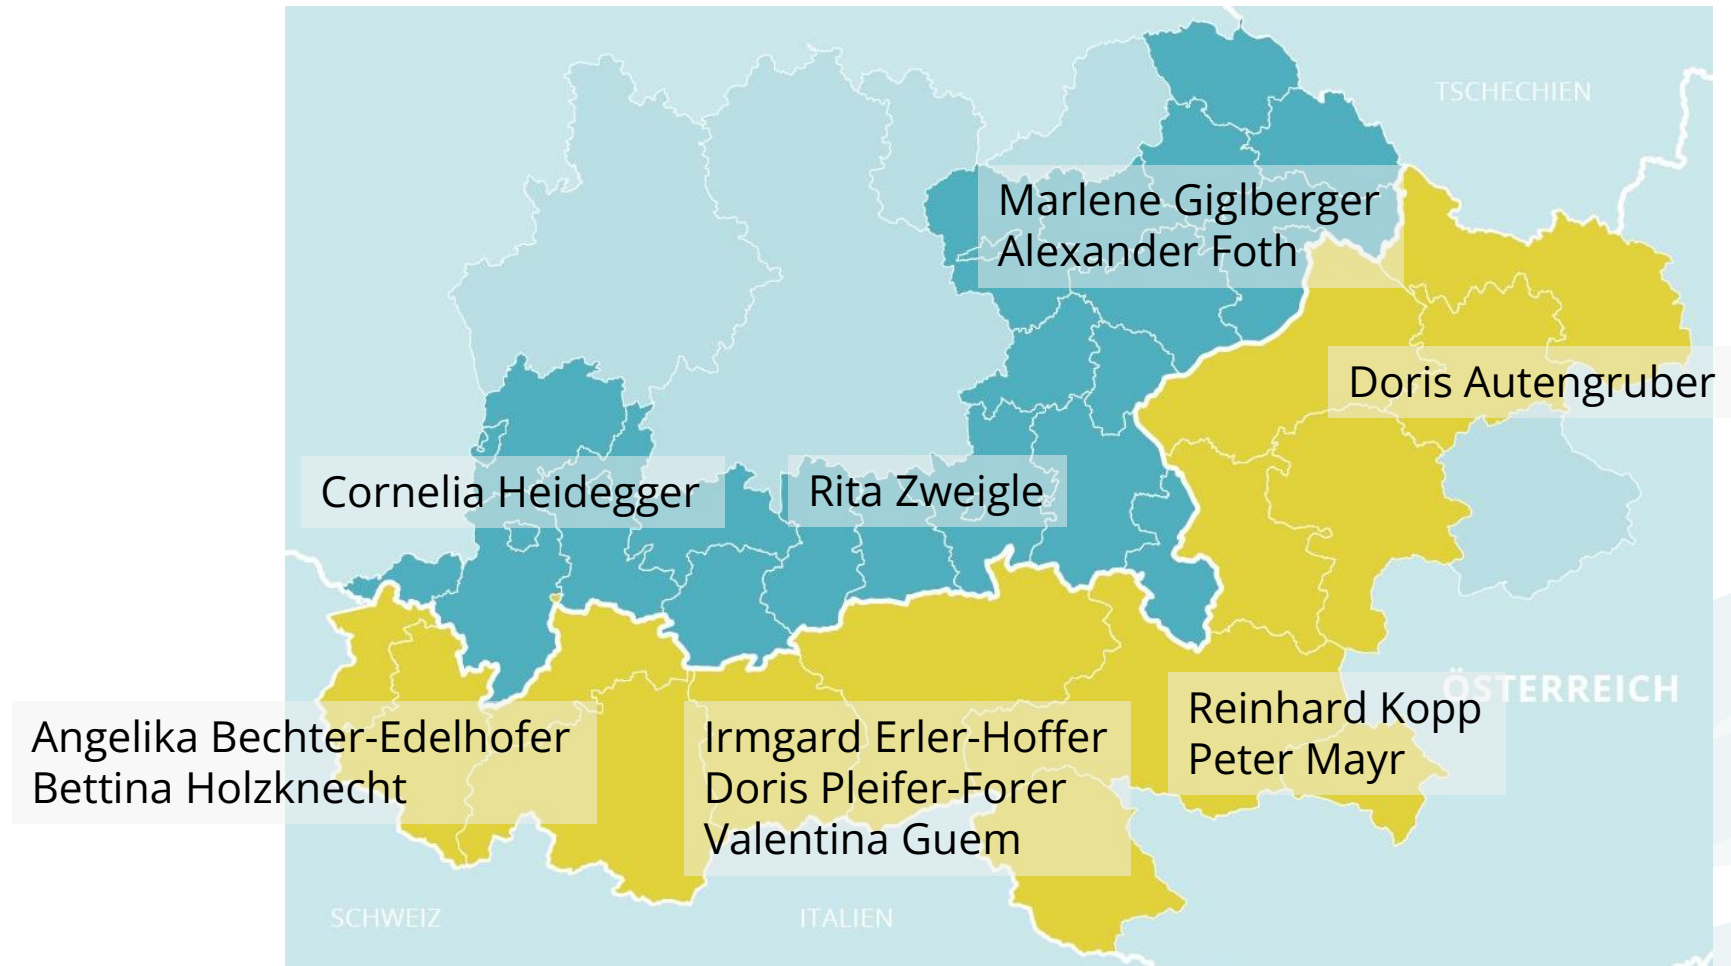 TSCHECHIEN
Marlene Giglberger
Alexander Foth
Doris Autengruber
Cornelia Heidegger
Rita Zweigle
ÖSTERREICH
Reinhard Kopp
Peter Mayr
Angelika Bechter-Edelhofer
Bettina Holzknecht
Irmgard Erler-Hoffer
Doris Pleifer-Forer
Valentina Guem
SCHWEIZ
ITALIEN